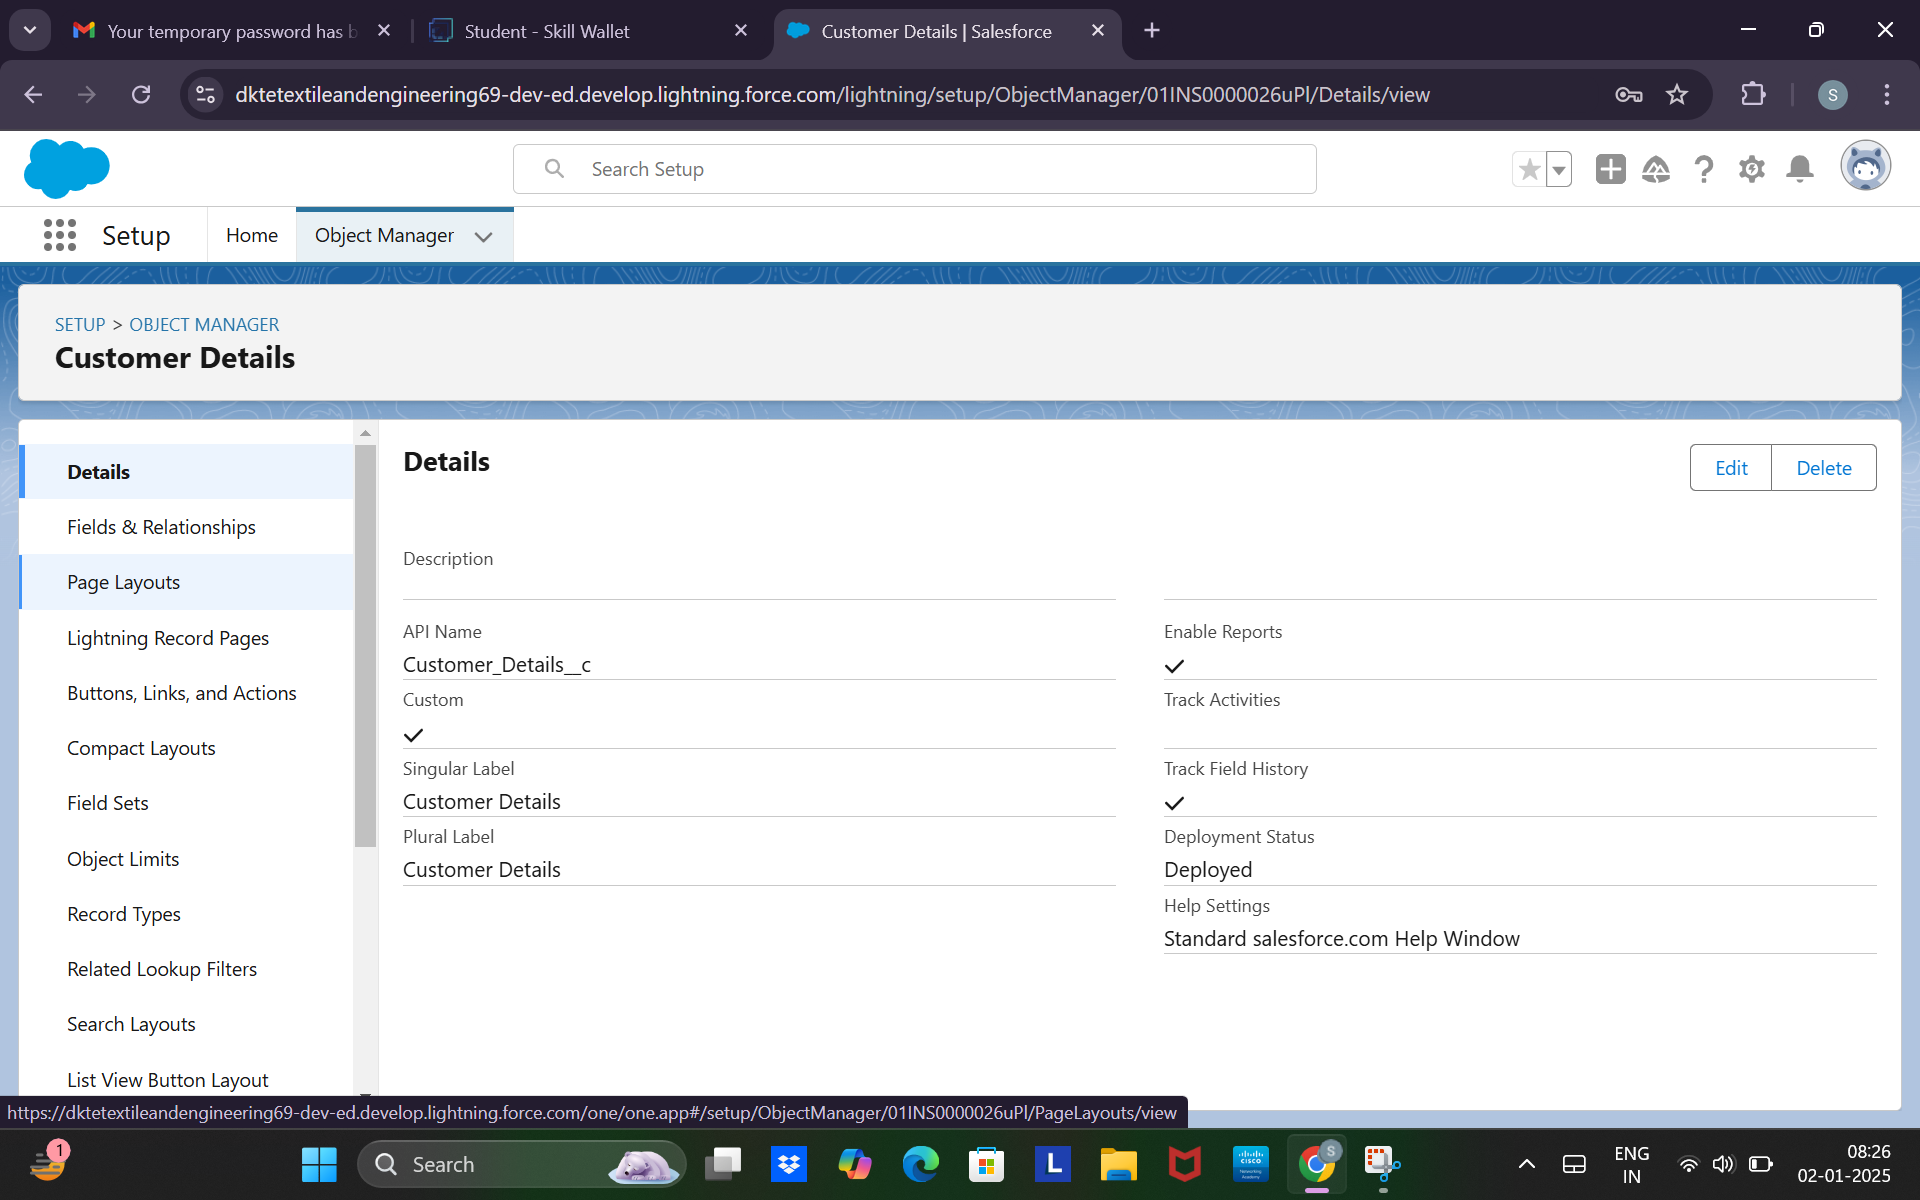 Your temporary password has b
Student - Skill Wallet
Customer Details | Salesforce
dktetextileandengineering69-dev-ed.develop.lightning.force.com/lightning/setup/ObjectManager/01INS0000026uPl/Details/view
S
Search Setup
Setup
Home
Object Manager
SETUP > OBJECT MANAGER
Customer Details
Details
Fields & Relationships
Page Layouts
Lightning Record Pages
Buttons, Links, and Actions
Compact Layouts
Field Sets
Object Limits
Record Types
Related Lookup Filters
Search Layouts
List View Button Layout
Details
Edit
Delete
Description
API Name
Customer_Details__c
Custom
Singular Label
Customer Details
Plural Label
Customer Details
Enable Reports
Track Activities
Track Field History
Deployment Status
Deployed
Help Settings
Standard salesforce.com Help Window
https://dktetextileandengineering69-dev-ed.develop.lightning.force.com/one/one.app#/setup/ObjectManager/01INS0000026uPl/PageLayouts/view
1
Search
L
CISCO
S
ENG
IN
08:26
02-01-2025